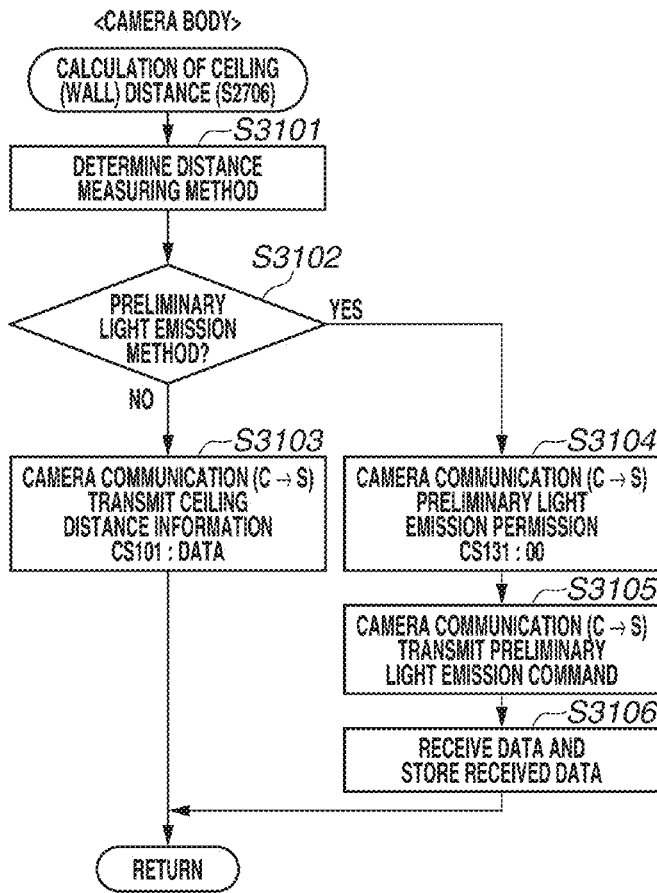 <CAMERA BODY>
CALCULATION OF CEILING
(WALL) DISTANCE (S2706)
S3101
DETERMINE DISTANCE
MEASURING METHOD
S3102
PRELIMINARY
LIGHT EMISSION
METHOD?
YES
NO
S3103
CAMERA COMMUNICATION (C → S)
TRANSMIT CEILING
DISTANCE INFORMATION
CS101 : DATA
S3104
CAMERA COMMUNICATION (C → S)
PRELIMINARY LIGHT
EMISSION PERMISSION
CS131 : 00
S3105
CAMERA COMMUNICATION (C → S)
TRANSMIT PRELIMINARY
LIGHT EMISSION COMMAND
S3106
RECEIVE DATA AND
STORE RECEIVED DATA
RETURN